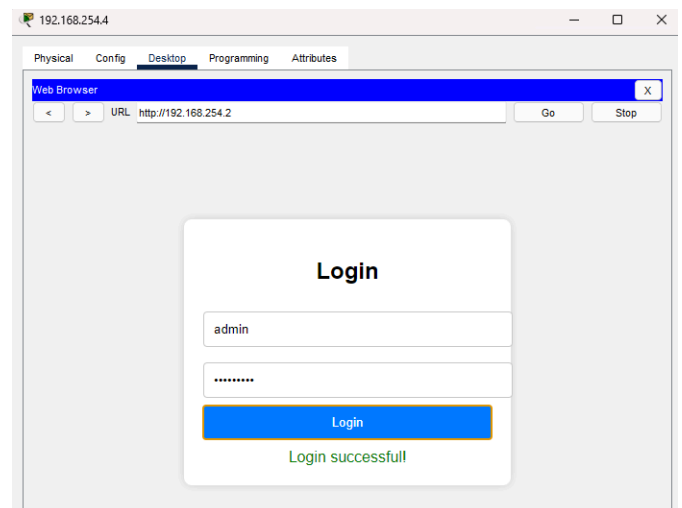 192.168.254.4
Physical Config Desktop Programming Attributes
Web Browser X
< > URL http://192.168.254.2 Go Stop
Login
admin
•••••••••
Login
Login successful!